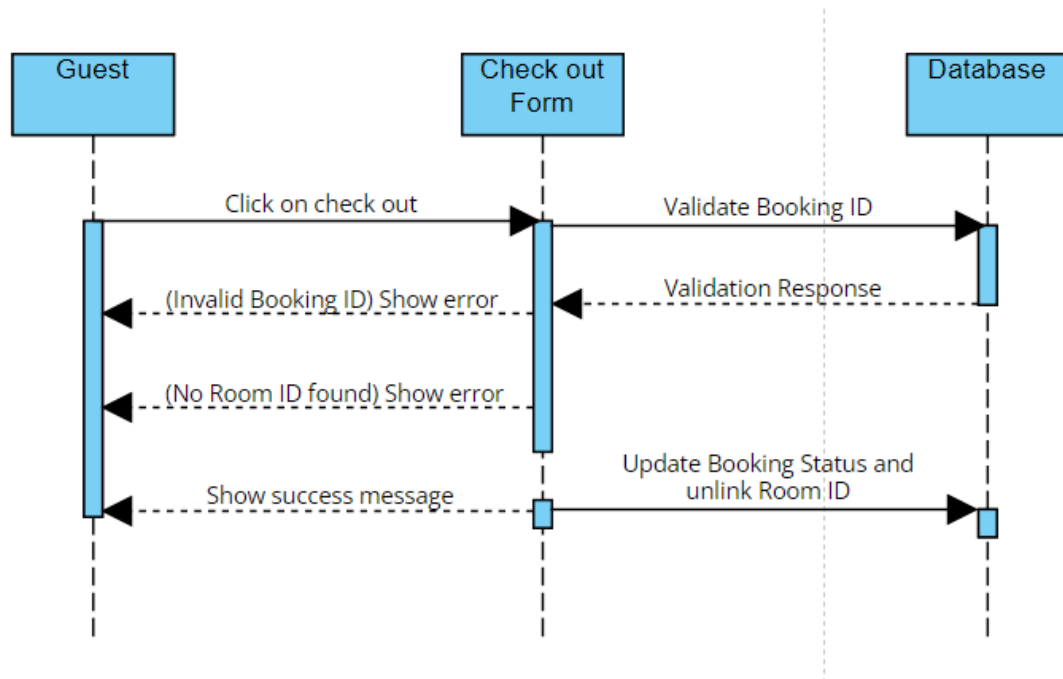 Guest
Check out
Form
Database
Click on check out
Validate Booking ID
Validation Response
(Invalid Booking ID) Show error
(No Room ID found) Show error
Update Booking Status and
unlink Room ID
Show success message